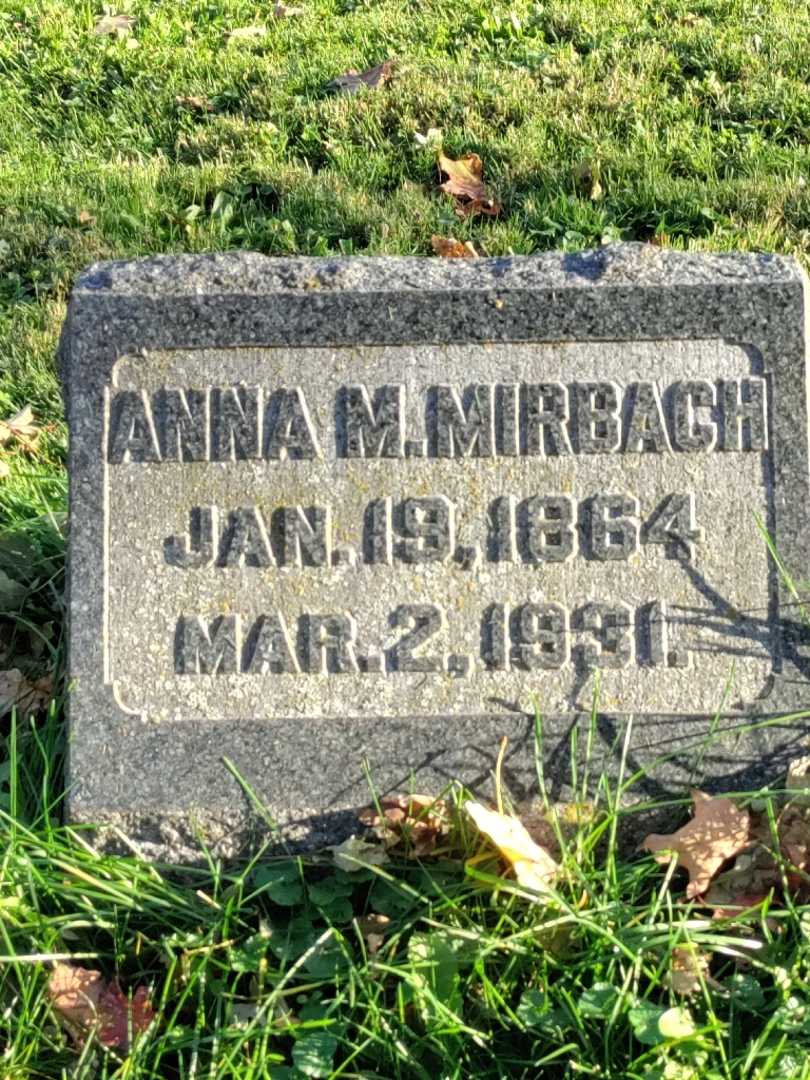 ANNA M. MIRBACH
JAN. 19, 1864
MAR. 2, 1931.